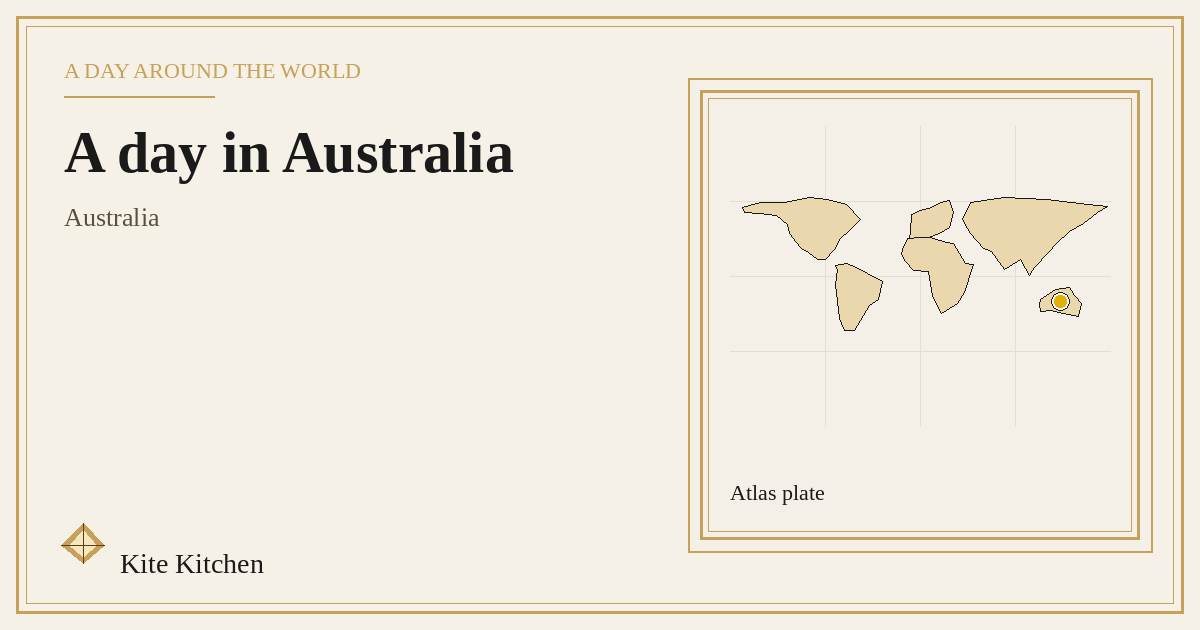 A DAY AROUND THE WORLD
A day in Australia
Australia
Atlas plate
Kite Kitchen